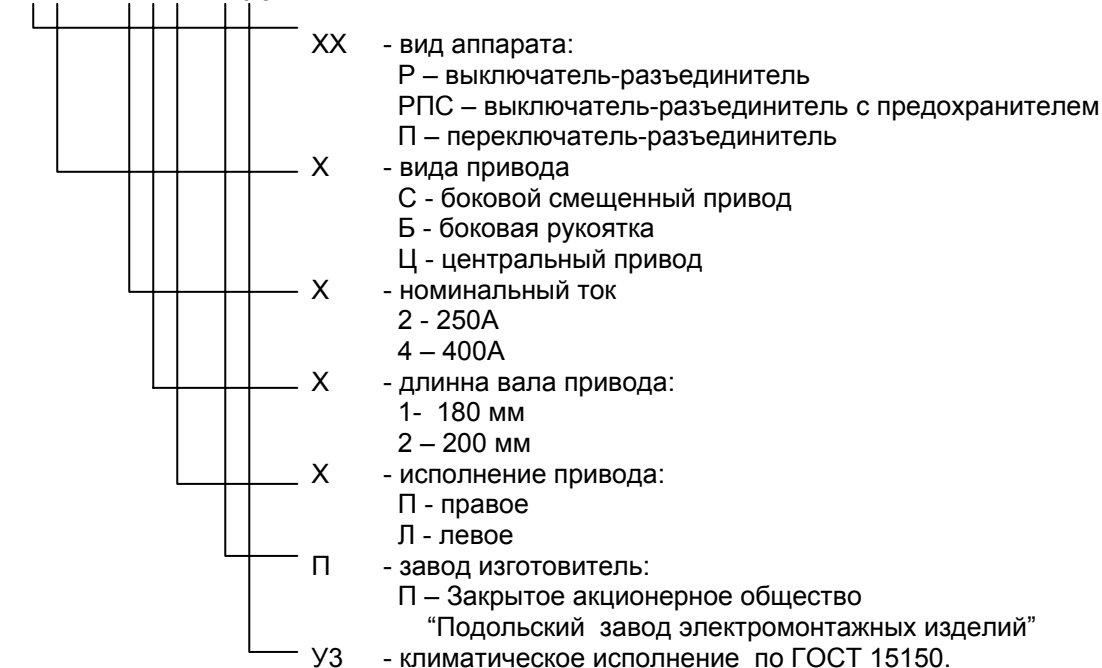 ХХ - вид аппарата:
Р – выключатель-разъединитель
РПС – выключатель-разъединитель с предохранителем
П – переключатель-разъединитель
Х - вида привода
С - боковой смещенный привод
Б - боковая рукоятка
Ц - центральный привод
Х - номинальный ток
2 - 250А
4 – 400А
Х - длинна вала привода:
1- 180 мм
2 – 200 мм
Х - исполнение привода:
П - правое
Л - левое
П - завод изготовитель:
П – Закрытое акционерное общество
“Подольский завод электромонтажных изделий”
У3 - климатическое исполнение по ГОСТ 15150.